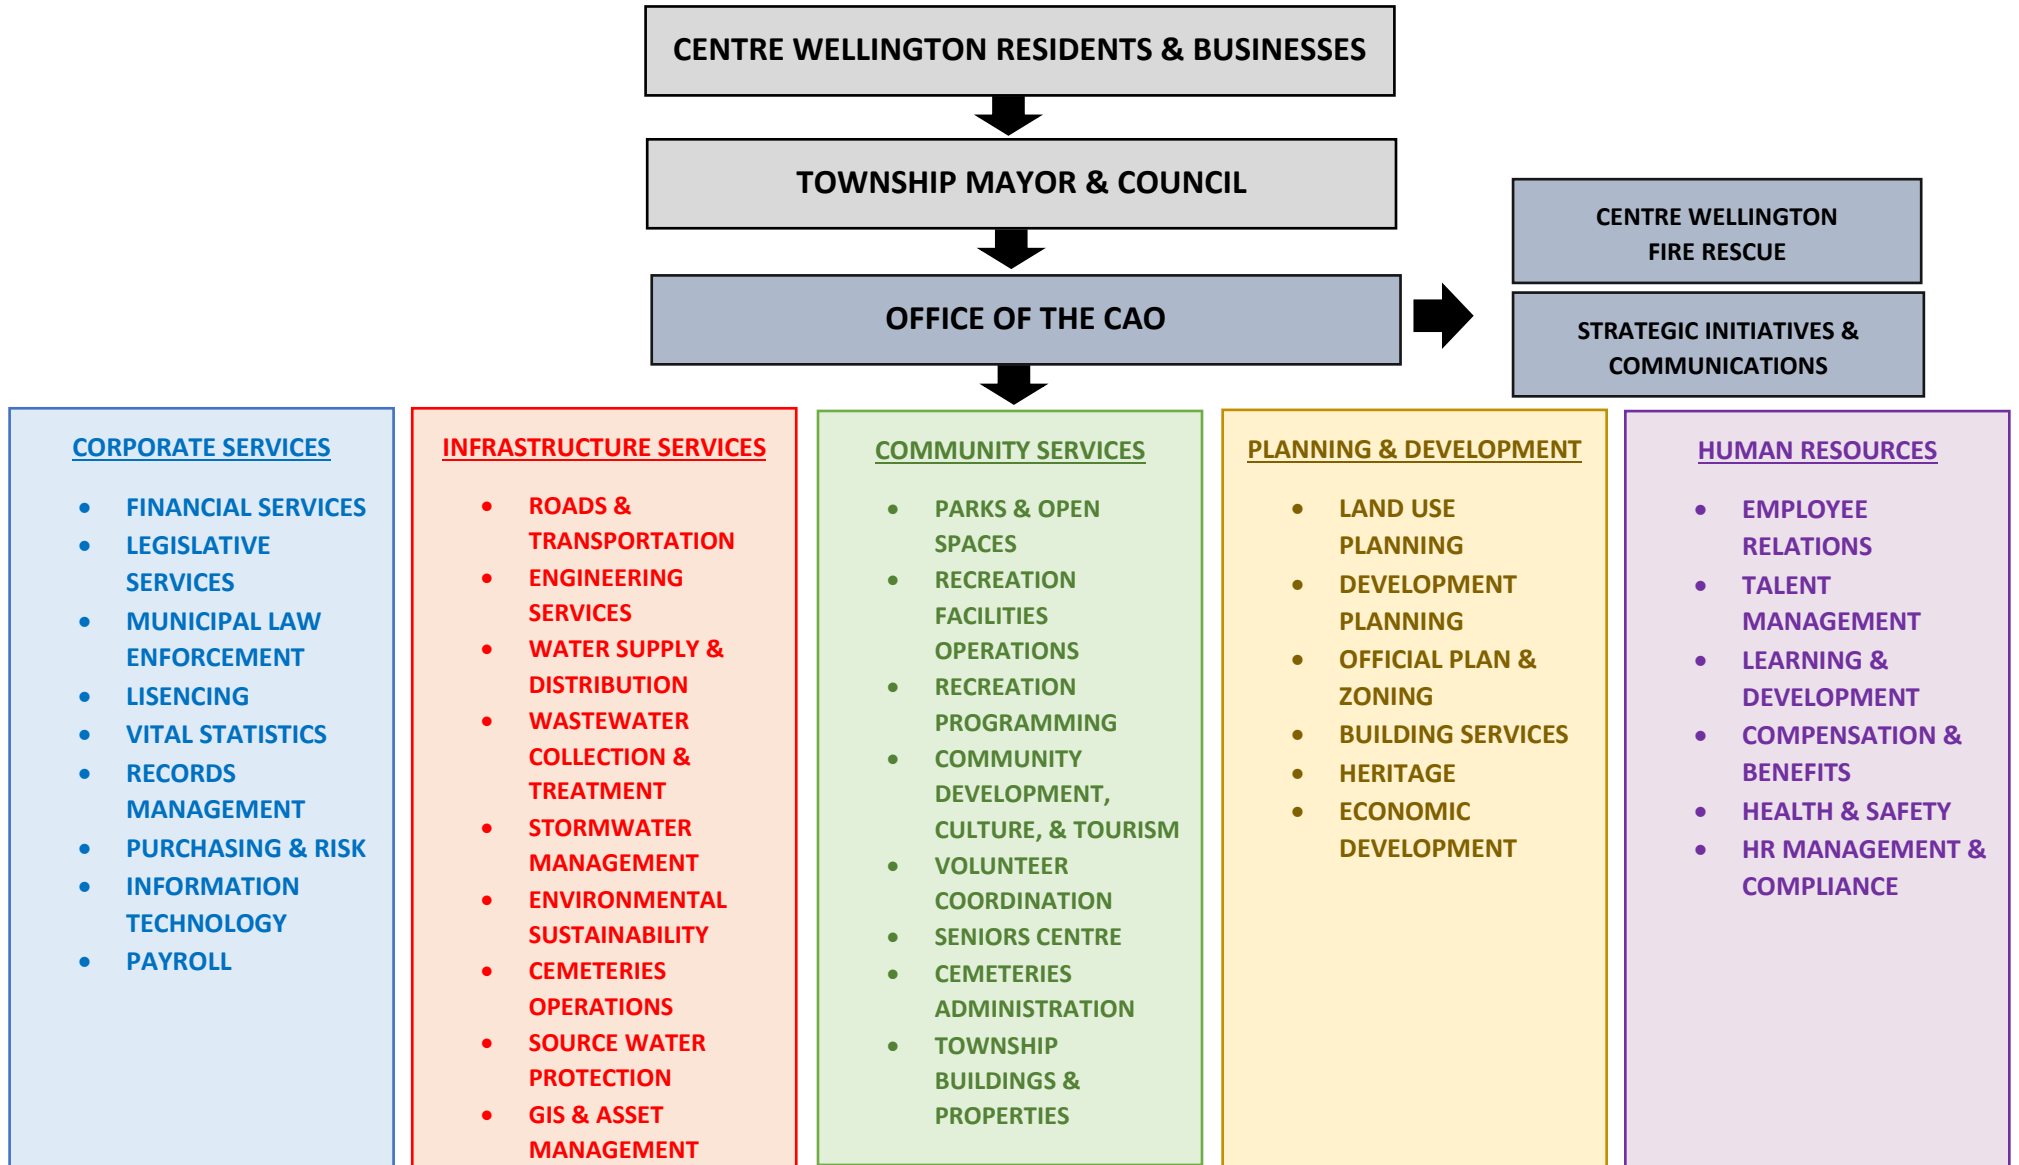 CENTRE WELLINGTON RESIDENTS & BUSINESSES
TOWNSHIP MAYOR & COUNCIL
CENTRE WELLINGTON
FIRE RESCUE
OFFICE OF THE CAO
STRATEGIC INITIATIVES &
COMMUNICATIONS
CORPORATE SERVICES
• FINANCIAL SERVICES
• LEGISLATIVE
SERVICES
• MUNICIPAL LAW
ENFORCEMENT
• LISENCING
• VITAL STATISTICS
• RECORDS
MANAGEMENT
• PURCHASING & RISK
• INFORMATION
TECHNOLOGY
• PAYROLL
INFRASTRUCTURE SERVICES
• ROADS &
TRANSPORTATION
• ENGINEERING
SERVICES
• WATER SUPPLY &
DISTRIBUTION
• WASTEWATER
COLLECTION &
TREATMENT
• STORMWATER
MANAGEMENT
• ENVIRONMENTAL
SUSTAINABILITY
• CEMETERIES
OPERATIONS
• SOURCE WATER
PROTECTION
• GIS & ASSET
MANAGEMENT
COMMUNITY SERVICES
• PARKS & OPEN
SPACES
• RECREATION
FACILITIES
OPERATIONS
• RECREATION
PROGRAMMING
• COMMUNITY
DEVELOPMENT,
CULTURE, & TOURISM
• VOLUNTEER
COORDINATION
• SENIORS CENTRE
• CEMETERIES
ADMINISTRATION
• TOWNSHIP
BUILDINGS &
PROPERTIES
PLANNING & DEVELOPMENT
• LAND USE
PLANNING
• DEVELOPMENT
PLANNING
• OFFICIAL PLAN &
ZONING
• BUILDING SERVICES
• HERITAGE
• ECONOMIC
DEVELOPMENT
HUMAN RESOURCES
• EMPLOYEE
RELATIONS
• TALENT
MANAGEMENT
• LEARNING &
DEVELOPMENT
• COMPENSATION &
BENEFITS
• HEALTH & SAFETY
• HR MANAGEMENT &
COMPLIANCE